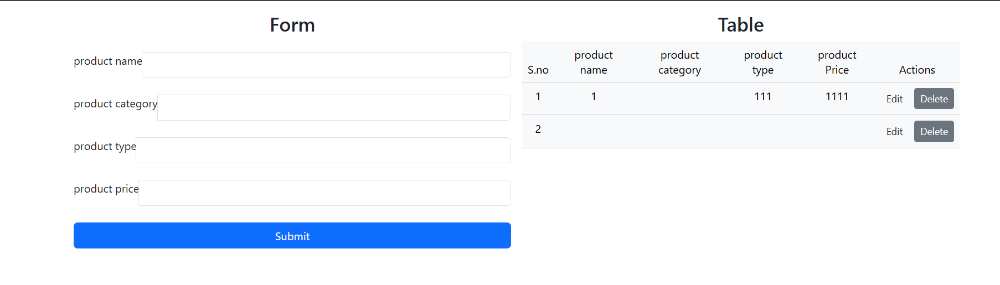 Form
product name
product category
product type
product price
Submit
Table
S.no product name product category product type product Price Actions
1 1 111 1111 Edit Delete
2 Edit Delete